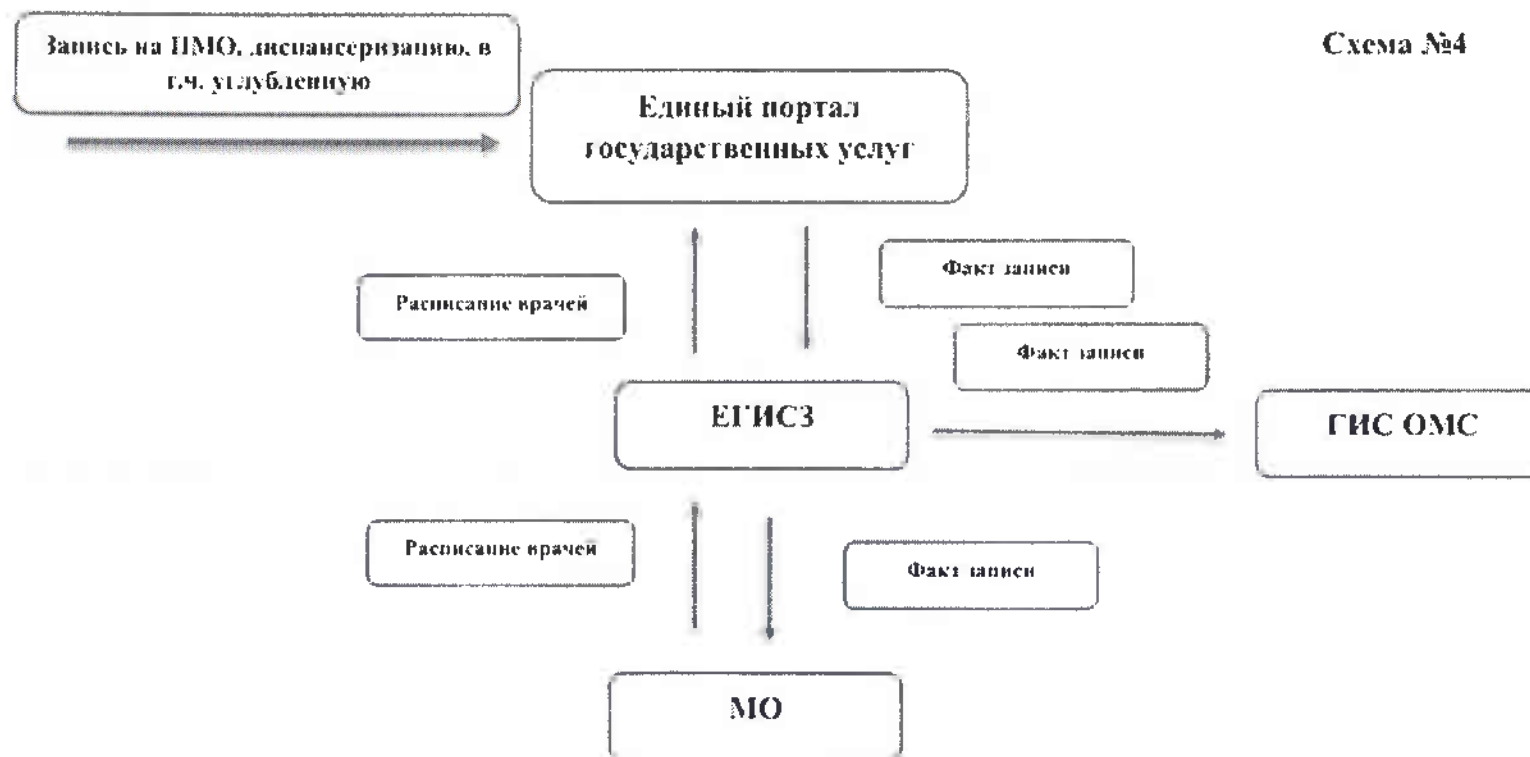 Запись на ПМО, диспансеризацию, в
т.ч. углубленную
Схема №4
Единый портал
государственных услуг
Факт записи
Расписание врачей
Факт записи
ЕГИСЗ
ГИС ОМС
Расписание врачей
Факт записи
МО